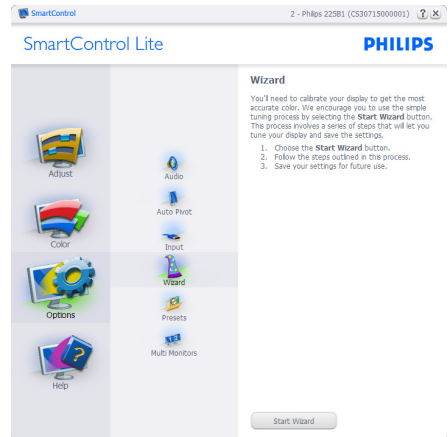 SmartControl
2 - Philips 225B1 (CS30715000001)
?
X
SmartControl Lite
PHILIPS
Adjust
Color
Options
Help
Audio
Auto Pivot
Input
Wizard
Presets
Multi Monitors
Wizard
You'll need to calibrate your display to get the most
accurate color. We encourage you to use the simple
tuning process by selecting the Start Wizard button.
This process involves a series of steps that will let you
tune your display and save the settings.
1. Choose the Start Wizard button.
2. Follow the steps outlined in this process.
3. Save your settings for future use.
Start Wizard